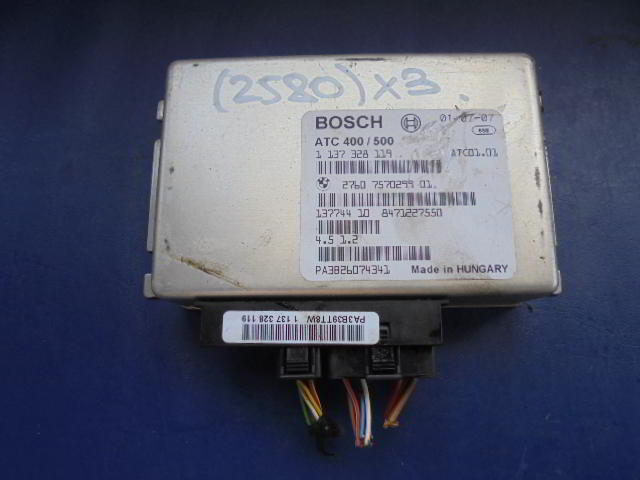 (2580) X3.
BOSCH 01-07-07
ATC 400 / 500
1 137 328 119 ATC01.01
2760 7570299 01.
137744 10 8471227550
4.5 1.2
PA3826074341 Made in HUNGARY
PA3B39TT8W 1 137 328 119